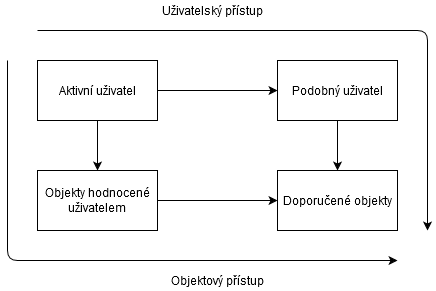 Uživatelský přístup
Aktivní uživatel
Podobný uživatel
Objekty hodnocené
uživatelem
Doporučené objekty
Objektový přístup